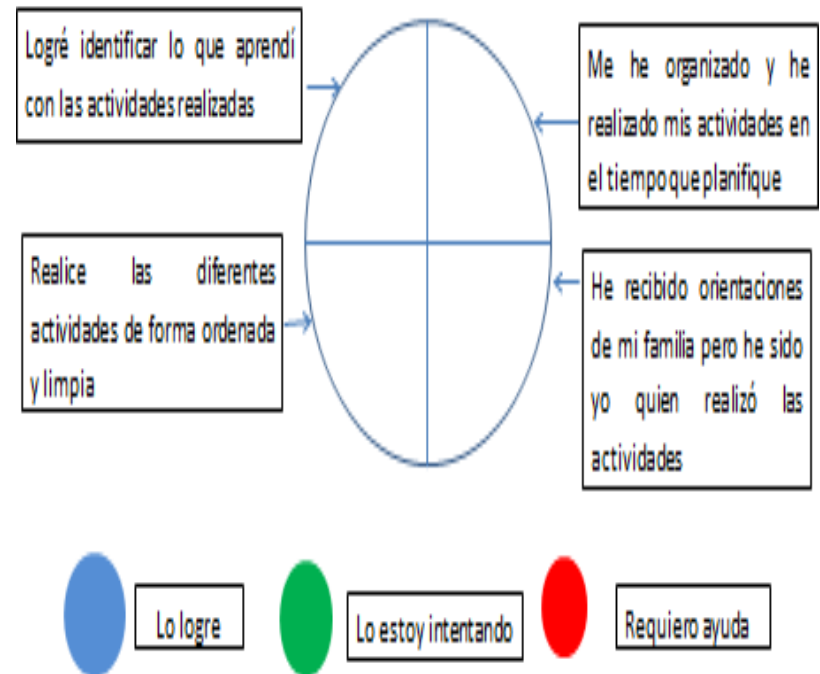 Logré identificar lo que aprendí
con las actividades realizadas
Me he organizado y he
realizado mis actividades en
el tiempo que planifique
Realice las diferentes
actividades de forma ordenada
y limpia
He recibido orientaciones
de mi familia pero he sido
yo quien realizó las
actividades
Lo logre
Lo estoy intentando
Requiero ayuda